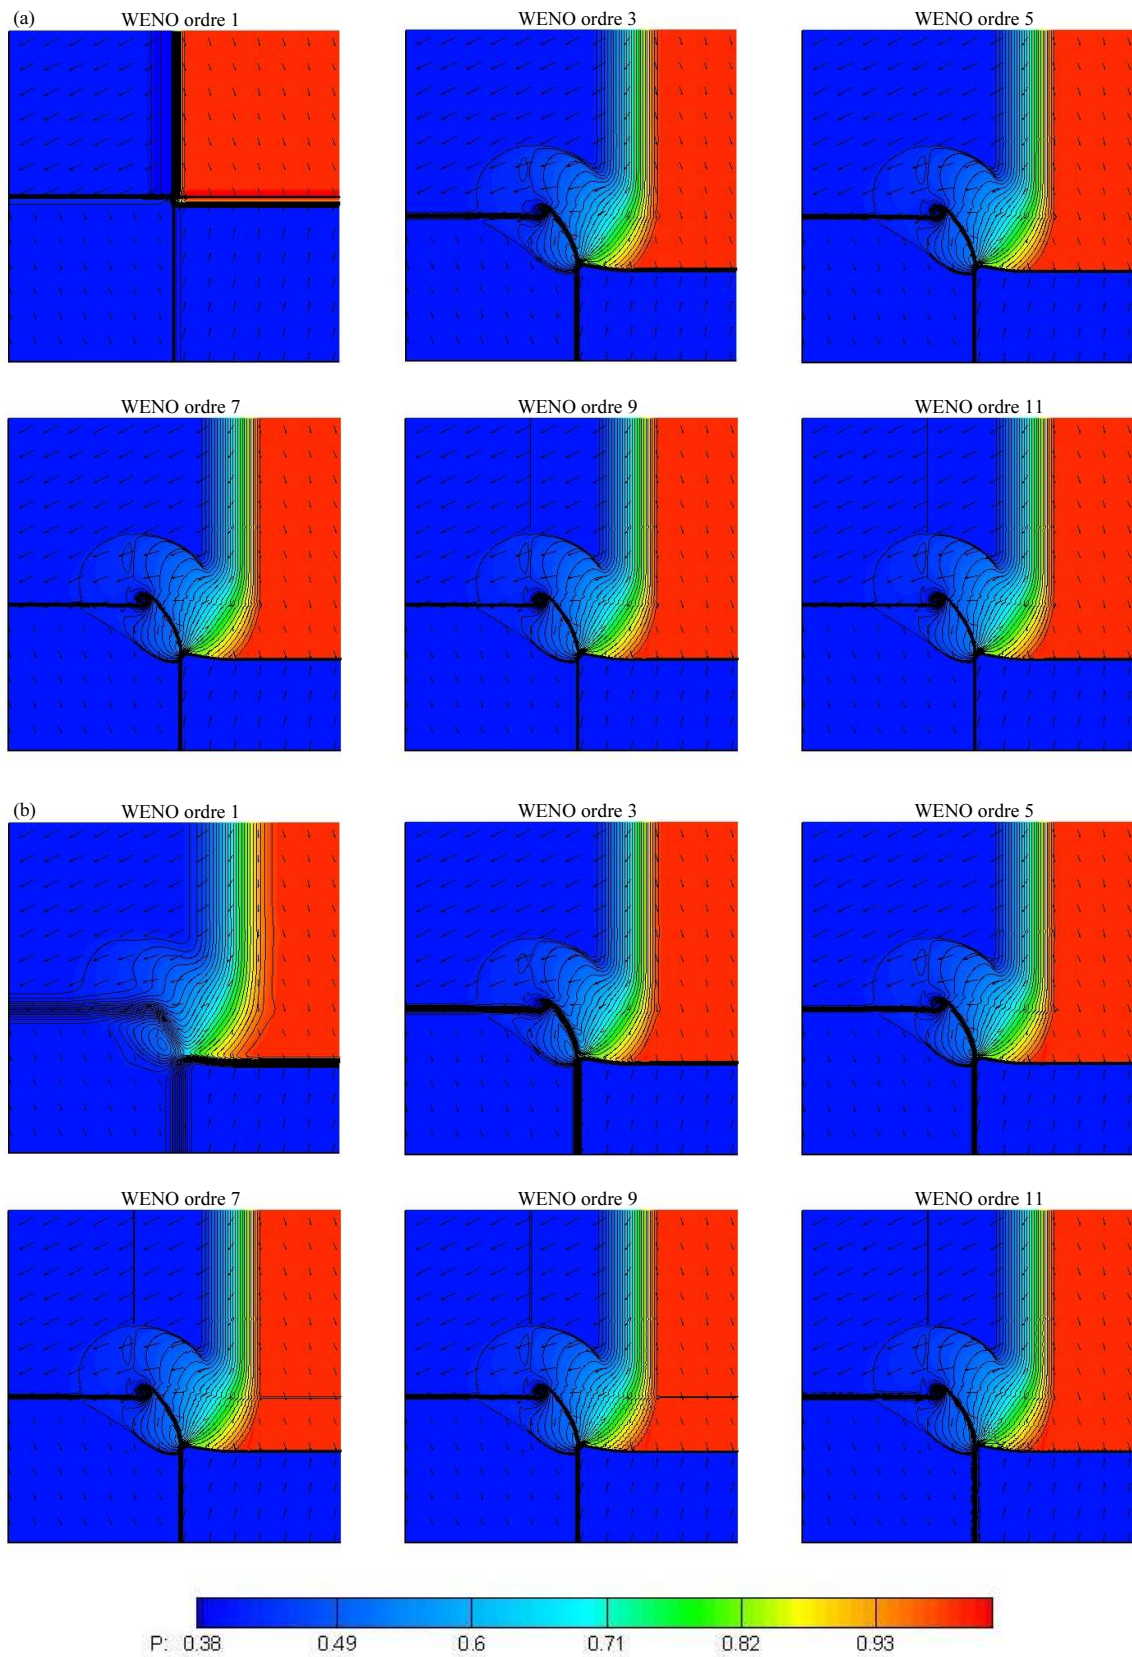 (a)
WENO ordre 1
WENO ordre 3
WENO ordre 5
WENO ordre 7
WENO ordre 9
WENO ordre 11
(b)
WENO ordre 1
WENO ordre 3
WENO ordre 5
WENO ordre 7
WENO ordre 9
WENO ordre 11
P: 0.38 0.49 0.6 0.71 0.82 0.93